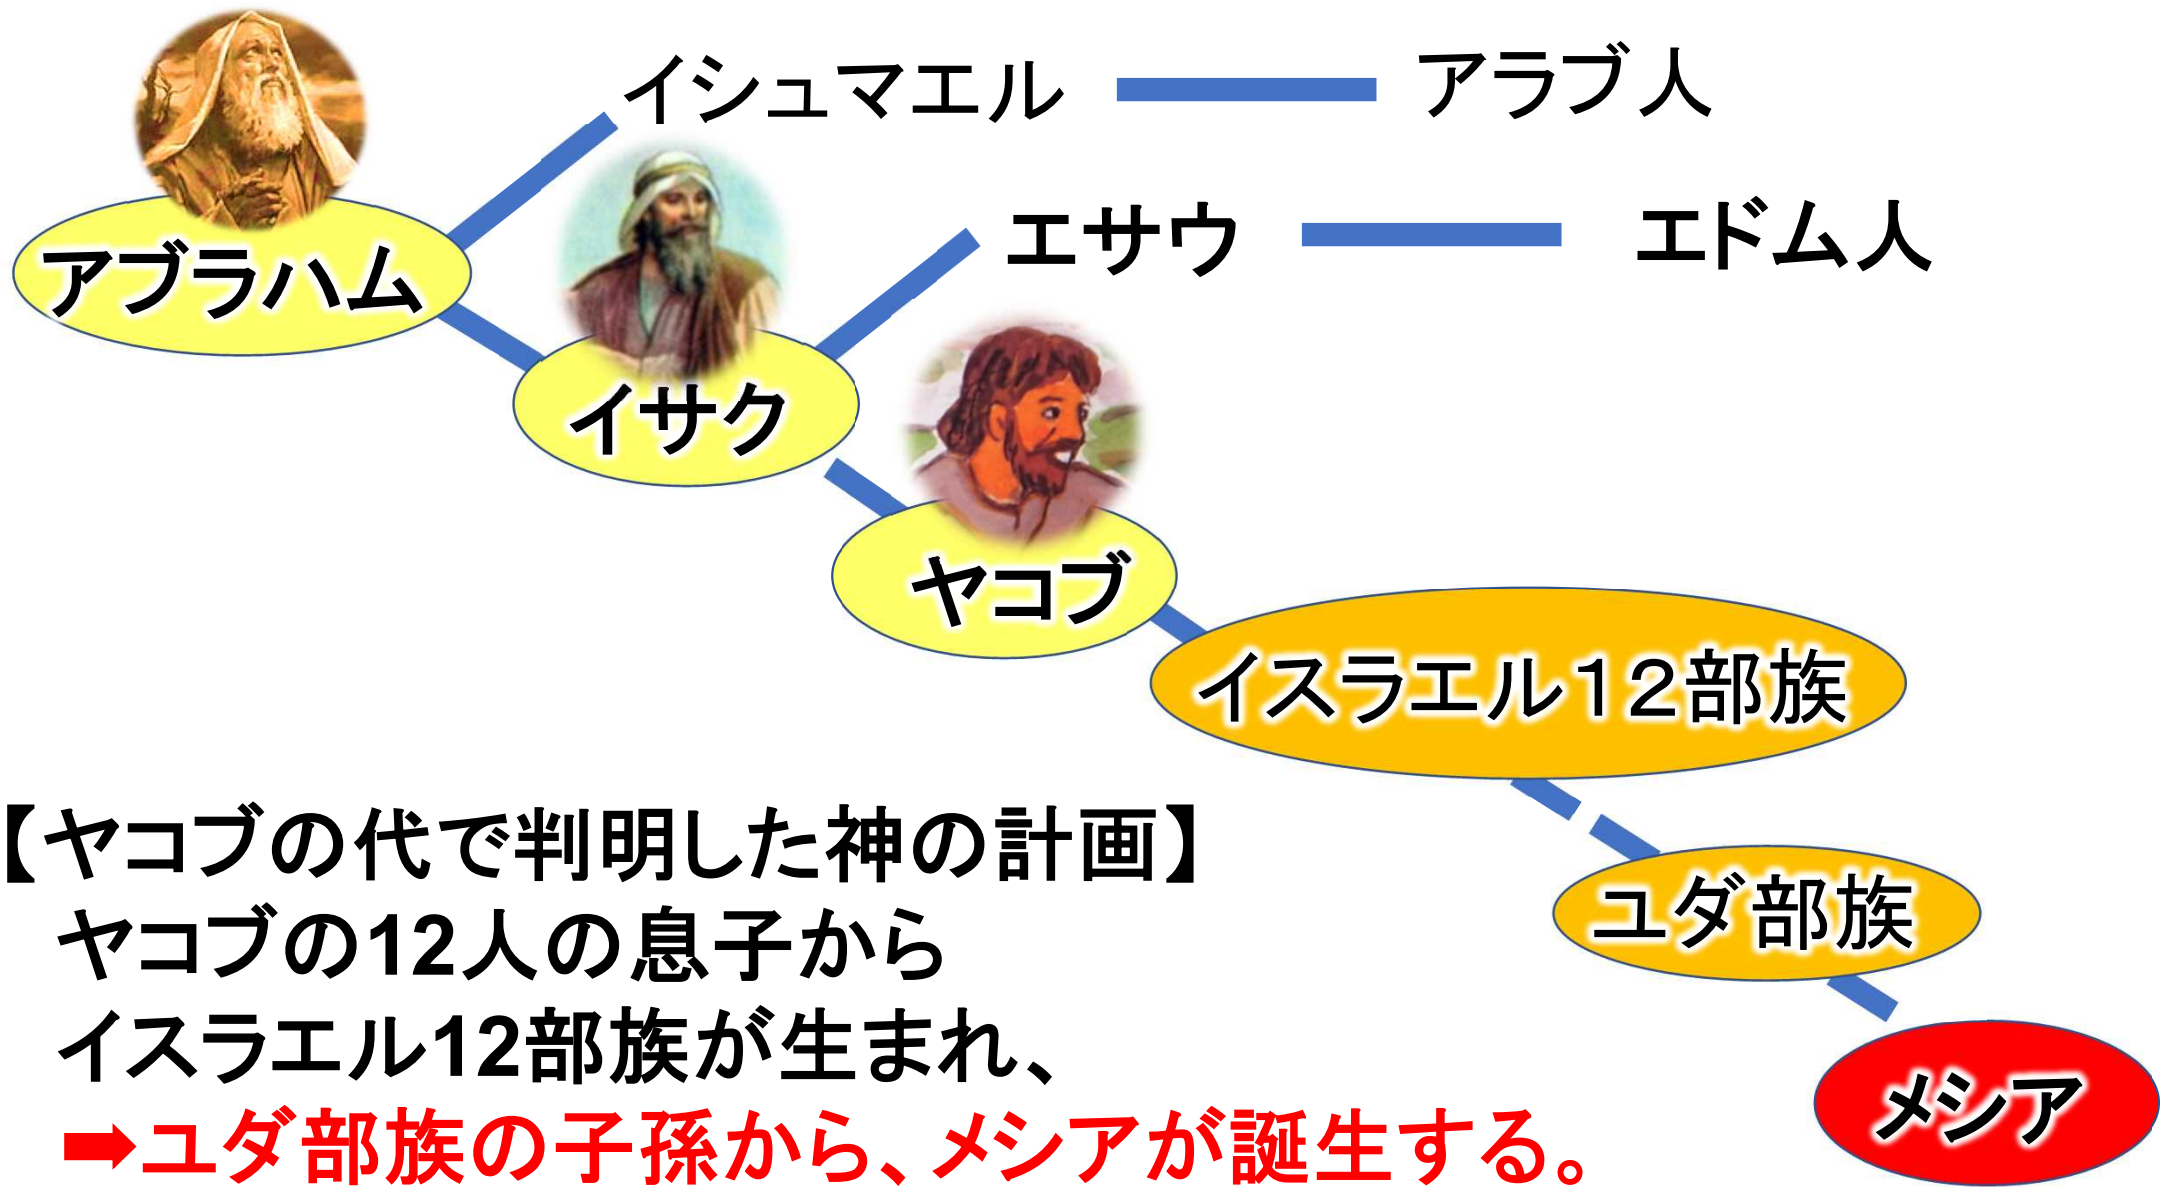 イシュマエル
アラブ人
エサウ
エドム人
アブラハム
イサク
ヤコブ
イスラエル１２部族
ユダ部族
メシア
【ヤコブの代で判明した神の計画】
ヤコブの12人の息子から
イスラエル12部族が生まれ、
➡ユダ部族の子孫から、メシアが誕生する。